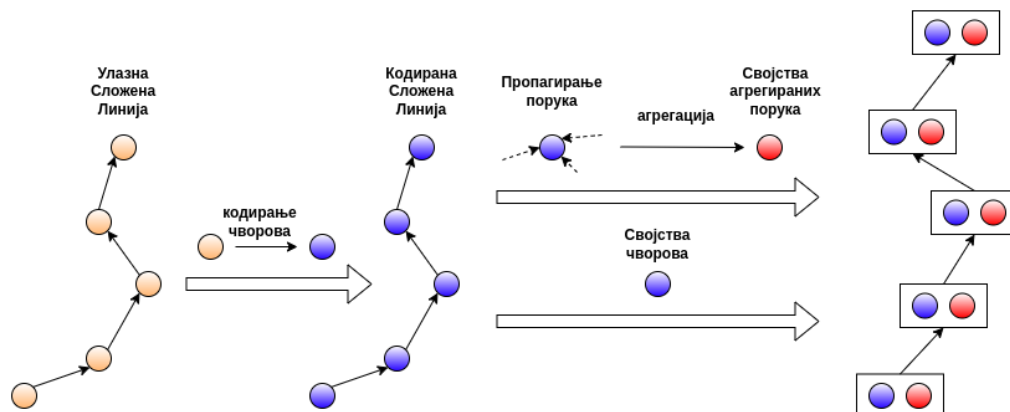 Улазна
Сложена
Линија
кодирање
чворова
Кодирана
Сложена
Линија
Пропагирање
порука
агрегација
Својства
агрегираних
порука
Својства
чворова